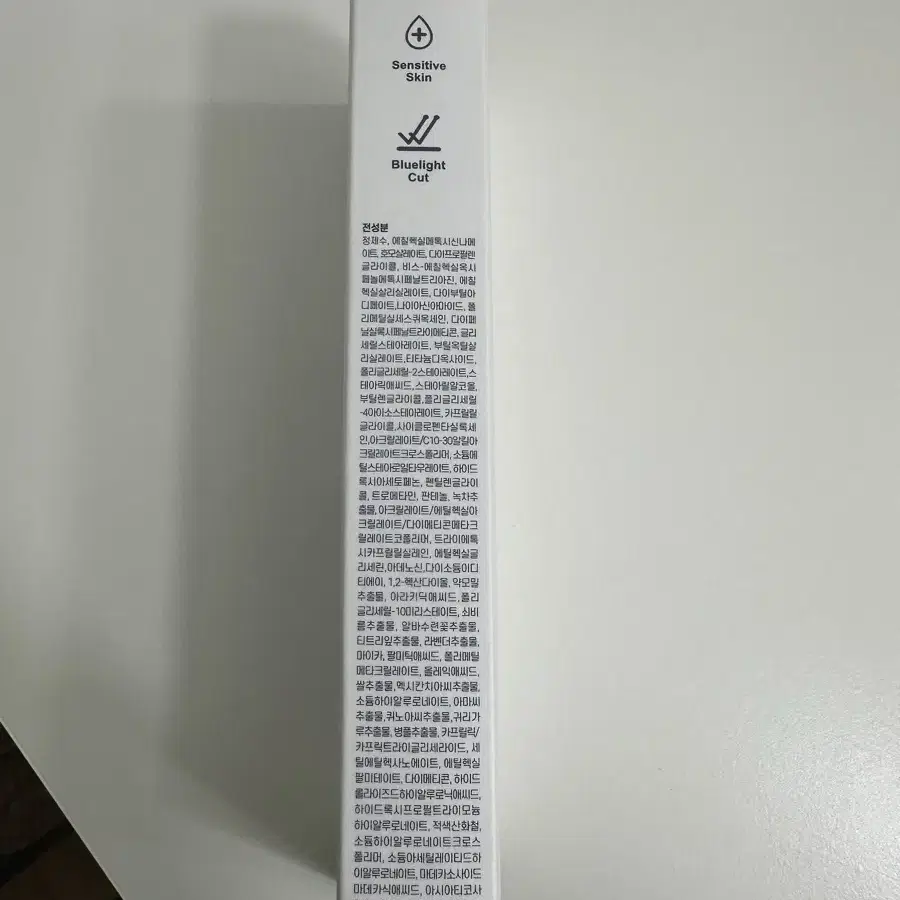 Sensitive
Skin
Bluelight
Cut
전성분
정제수, 에칠헥실메톡시신나메
이트, 호모살레이트, 다이프로필렌
글라이콜, 비스-에칠헥실옥시
페놀메톡시페닐트리아진, 에칠
헥실살리실레이트, 다이부틸아
디페이트,나이아신아마이드, 폴
리메틸실세스퀴옥세인, 다이페
닐실록시페닐트라이메티콘, 글리
세릴스테아레이트, 부틸옥틸살
리실레이트,티타늄디옥사이드,
폴리글리세릴-2스테아레이트,스
테아릭애씨드,스테아릴알코올,
부틸렌글라이콜,폴리글리세릴
-4아이소스테아레이트, 카프릴릴
글라이콜,사이클로펜타실록세
인,아크릴레이트/C10-30알킬아
크릴레이트크로스폴리머, 소듐메
틸스테아로일타우레이트, 하이드
록시아세토페논, 펜틸렌글라이
콜, 트로메타민, 판테놀, 녹차추
출물,아크릴레이트/에틸헥실아
크릴레이트/다이메티콘메타크
릴레이트코폴리머, 트라이에톡
시카프릴릴실레인, 에틸헥실글
리세린,아데노신,다이소듐이디
티에이, 1,2-헥산다이올, 약모밀
추출물, 아라키딕애씨드,폴리
글리세릴-10미리스테이트, 쇠비
름추출물, 알바수련꽃추출물,
티트리잎추출물, 라벤더추출물,
마이카, 팔미틱애씨드, 폴리메틸
메타크릴레이트, 올레익애씨드,
쌀추출물,멕시칸치아씨추출물,
소듐하이알루로네이트, 아마씨
추출물,퀴노아씨추출물,귀리가
루추출물, 병풀추출물, 카프릴릭/
카프릭트라이글리세라이드, 세
틸에틸헥사노에이트, 에틸헥실
팔미테이트, 다이메티콘, 하이드
롤라이즈드하이알루로닉애씨드,
하이드록시프로필트라이모늄
하이알루로네이트, 적색산화철,
소듐하이알루로네이트크로스
폴리머, 소듐아세틸레이티드하
이알루로네이트, 마데카소사이드
마데카식애씨드, 아시아티코사